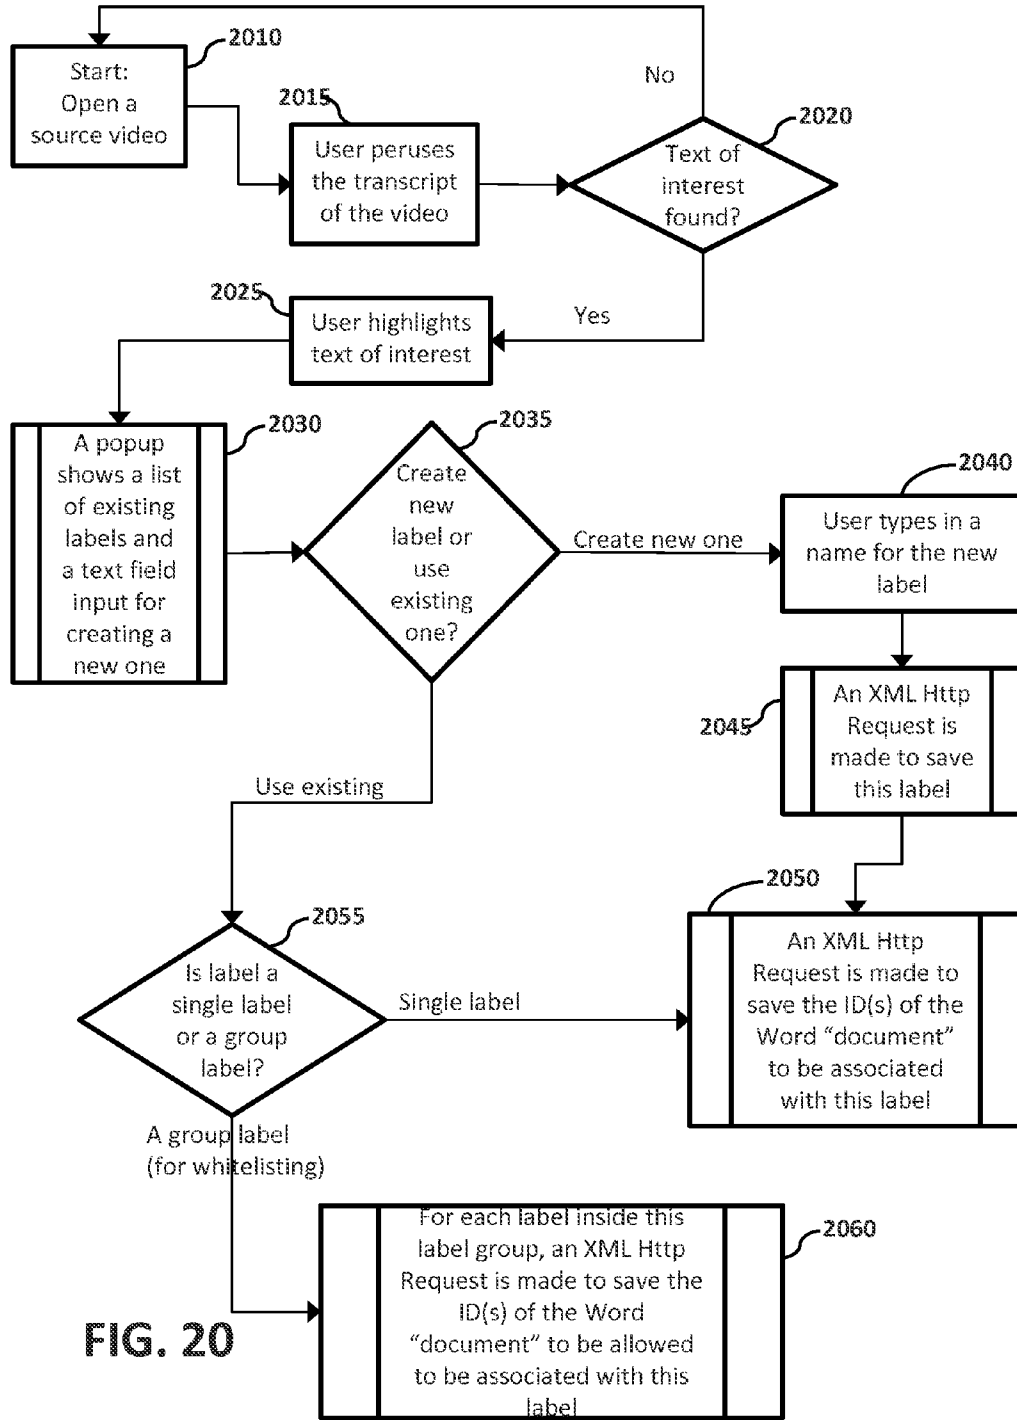 2010
Start:
Open a
source video
No
2015
User peruses
the transcript
of the video
2020
Text of
interest
found?
2025
User highlights
text of interest
Yes
2030
A popup
shows a list
of existing
labels and
a text field
input for
creating a
new one
2035
Create
new
label or
use
existing
one?
Create new one
2040
User types in a
name for the new
label
2045
An XML Http
Request is
made to save
this label
Use existing
2050
An XML Http
Request is made to
save the ID(s) of the
Word “document”
to be associated
with this label
2055
Is label a
single label
or a group
label?
Single label
A group label
(for whitelisting)
2060
For each label inside this
label group, an XML Http
Request is made to save the
ID(s) of the Word
“document” to be allowed
to be associated with this
label
FIG. 20